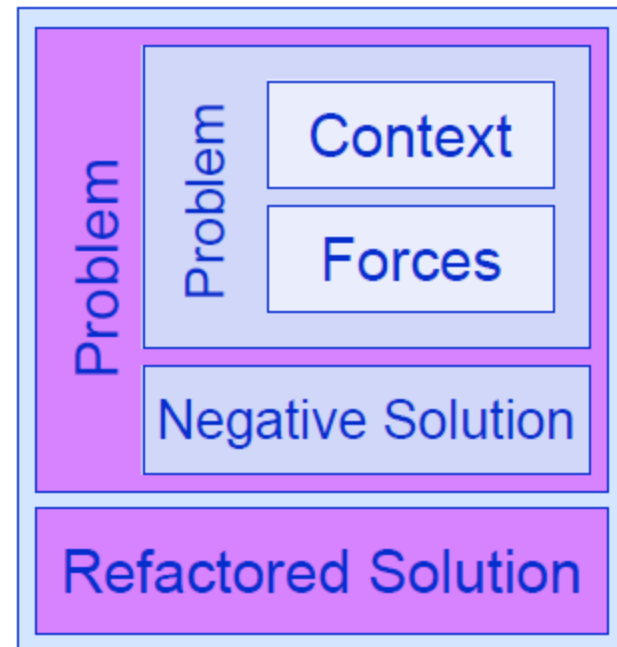 Problem
Problem
Context
Forces
Negative Solution
Refactored Solution